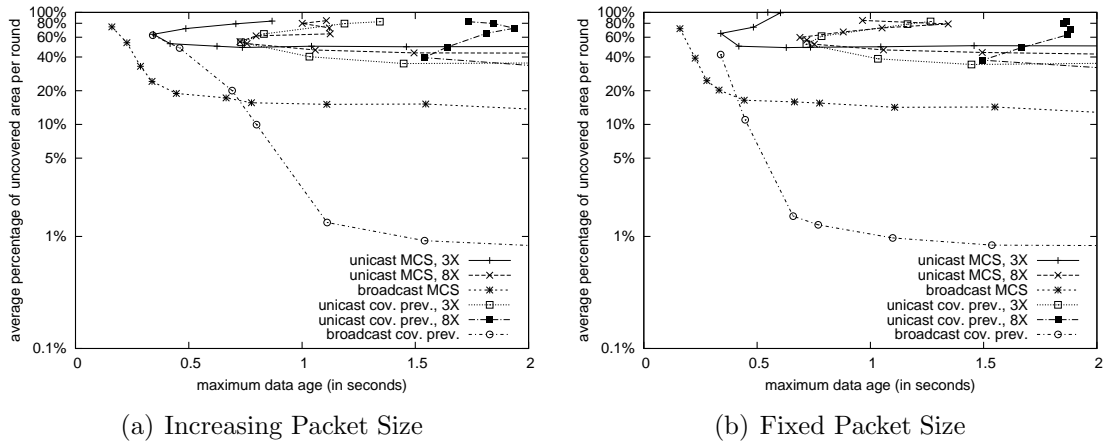 100%
80%
60%
40%
20%
10%
5%
1%
0.1%
average percentage of uncovered area per round
0
0.5
1
1.5
2
maximum data age (in seconds)
unicast MCS, 3X
unicast MCS, 8X
broadcast MCS
unicast cov. prev., 3X
unicast cov. prev., 8X
broadcast cov. prev.
(a) Increasing Packet Size
100%
80%
60%
40%
20%
10%
5%
1%
0.1%
average percentage of uncovered area per round
0
0.5
1
1.5
2
maximum data age (in seconds)
unicast MCS, 3X
unicast MCS, 8X
broadcast MCS
unicast cov. prev., 3X
unicast cov. prev., 8X
broadcast cov. prev.
(b) Fixed Packet Size